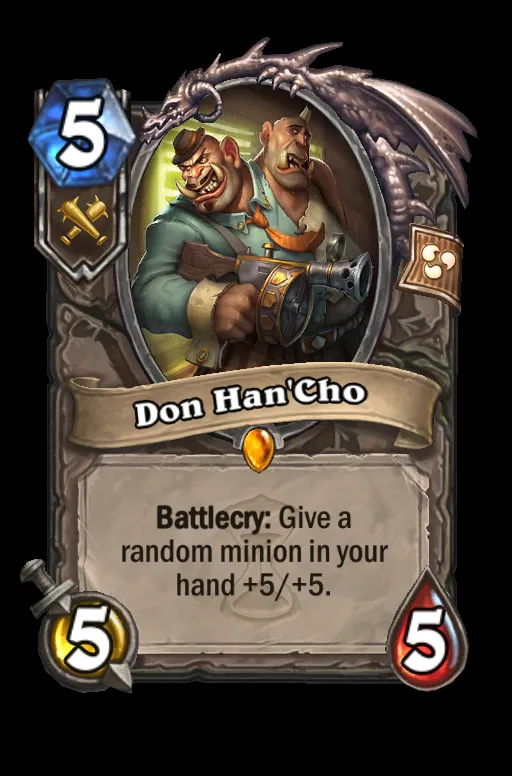 5
Don Han'Cho
Battlecry: Give a
random minion in your
hand +5/+5.
5
5